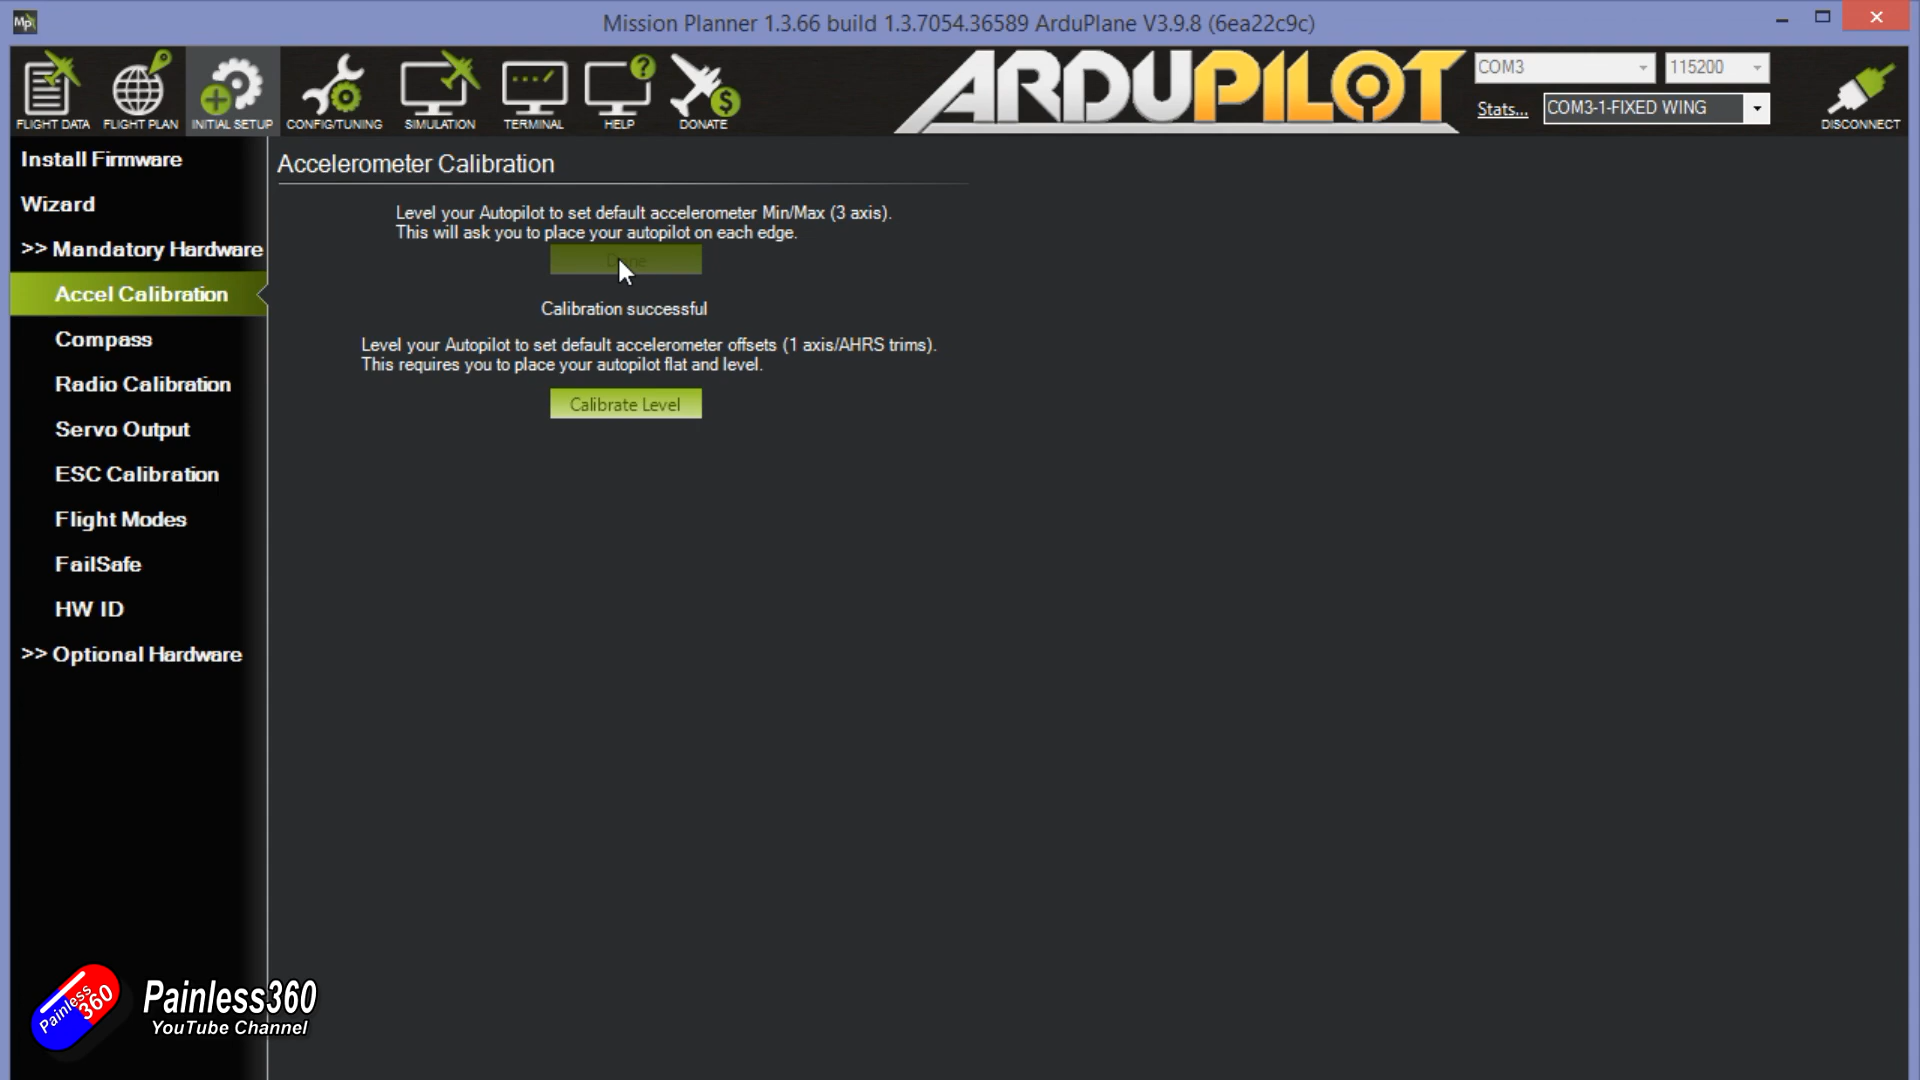 Mp
Mission Planner 1.3.66 build 1.3.7054.36589 ArduPlane V3.9.8 (6ea22c9c)
FLIGHT DATA
FLIGHT PLAN
INITIAL SETUP
CONFIG/TUNING
SIMULATION
TERMINAL
HELP
DONATE
ARDUPILOT
COM3
115200
Stats...
COM3-1-FIXED WING
DISCONNECT
Install Firmware
Wizard
>> Mandatory Hardware
Accel Calibration
Compass
Radio Calibration
Servo Output
ESC Calibration
Flight Modes
FailSafe
HW ID
>> Optional Hardware
Accelerometer Calibration
Level your Autopilot to set default accelerometer Min/Max (3 axis).
This will ask you to place your autopilot on each edge.
Done
Calibration successful
Level your Autopilot to set default accelerometer offsets (1 axis/AHRS trims).
This requires you to place your autopilot flat and level.
Calibrate Level
Painless
360
Painless360
YouTube Channel